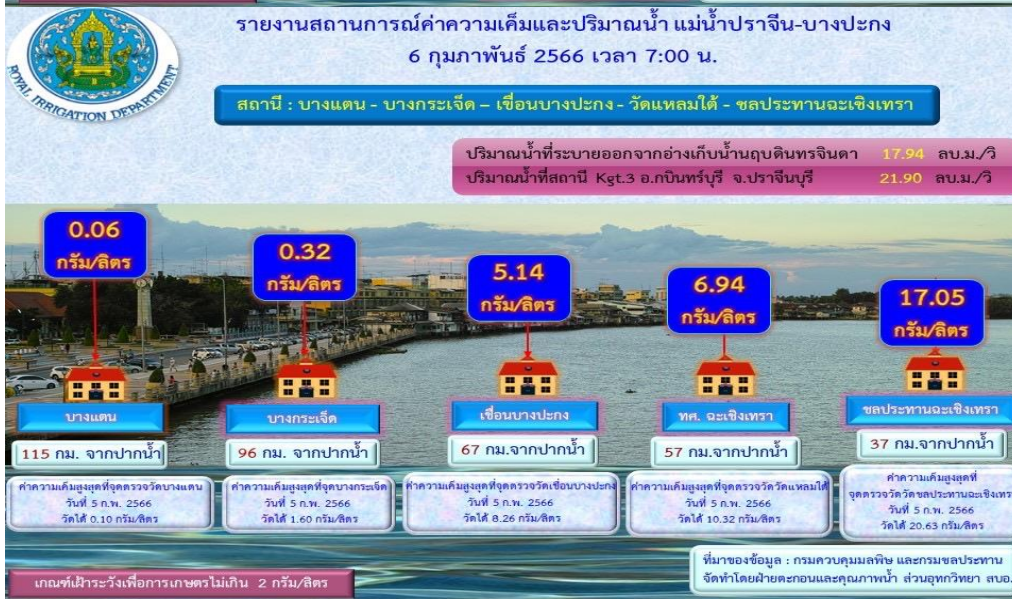 รายงานสถานการณ์ค่าความเค็มและปริมาณน้ำ แม่น้ำปราจีน-บางปะกง
6 กุมภาพันธ์ 2566 เวลา 7:00 น.
ROYAL IRRIGATION DEPARTMENT
สถานี : บางแตน - บางกระเจ็ด – เขื่อนบางปะกง - วัดแหลมใต้ - ชลประทานฉะเชิงเทรา
ปริมาณน้ำที่ระบายออกจากอ่างเก็บน้ำนฤบดินทรจินดา 17.94 ลบ.ม./วิ
ปริมาณน้ำที่สถานี Kgt.3 อ.กบินทร์บุรี จ.ปราจีนบุรี 21.90 ลบ.ม./วิ
0.06
กรัม/ลิตร
บางแตน
115 กม. จากปากน้ำ
ค่าความเค็มสูงสุดที่จุดตรวจวัดบางแตน
วันที่ 5 ก.พ. 2566
วัดได้ 0.10 กรัม/ลิตร
0.32
กรัม/ลิตร
บางกระเจ็ด
96 กม. จากปากน้ำ
ค่าความเค็มสูงสุดที่จุดบางกระเจ็ด
วันที่ 5 ก.พ. 2566
วัดได้ 1.60 กรัม/ลิตร
5.14
กรัม/ลิตร
เขื่อนบางปะกง
67 กม.จากปากน้ำ
ค่าความเค็มสูงสุดที่จุดตรวจวัดเขื่อนบางปะกง
วันที่ 5 ก.พ. 2566
วัดได้ 8.26 กรัม/ลิตร
6.94
กรัม/ลิตร
ทศ. ฉะเชิงเทรา
57 กม.จากปากน้ำ
ค่าความเค็มสูงสุดที่จุดตรวจวัดวัดแหลมใต้
วันที่ 5 ก.พ. 2566
วัดได้ 10.32 กรัม/ลิตร
17.05
กรัม/ลิตร
ชลประทานฉะเชิงเทรา
37 กม.จากปากน้ำ
ค่าความเค็มสูงสุดที่
จุดตรวจวัดวัดชลประทานฉะเชิงเทรา
วันที่ 5 ก.พ. 2566
วัดได้ 20.63 กรัม/ลิตร
เกณฑ์เฝ้าระวังเพื่อการเกษตรไม่เกิน 2 กรัม/ลิตร
ที่มาของข้อมูล : กรมควบคุมมลพิษ และกรมชลประทาน
จัดทำโดยฝ่ายตะกอนและคุณภาพน้ำ ส่วนอุทกวิทยา สบอ.